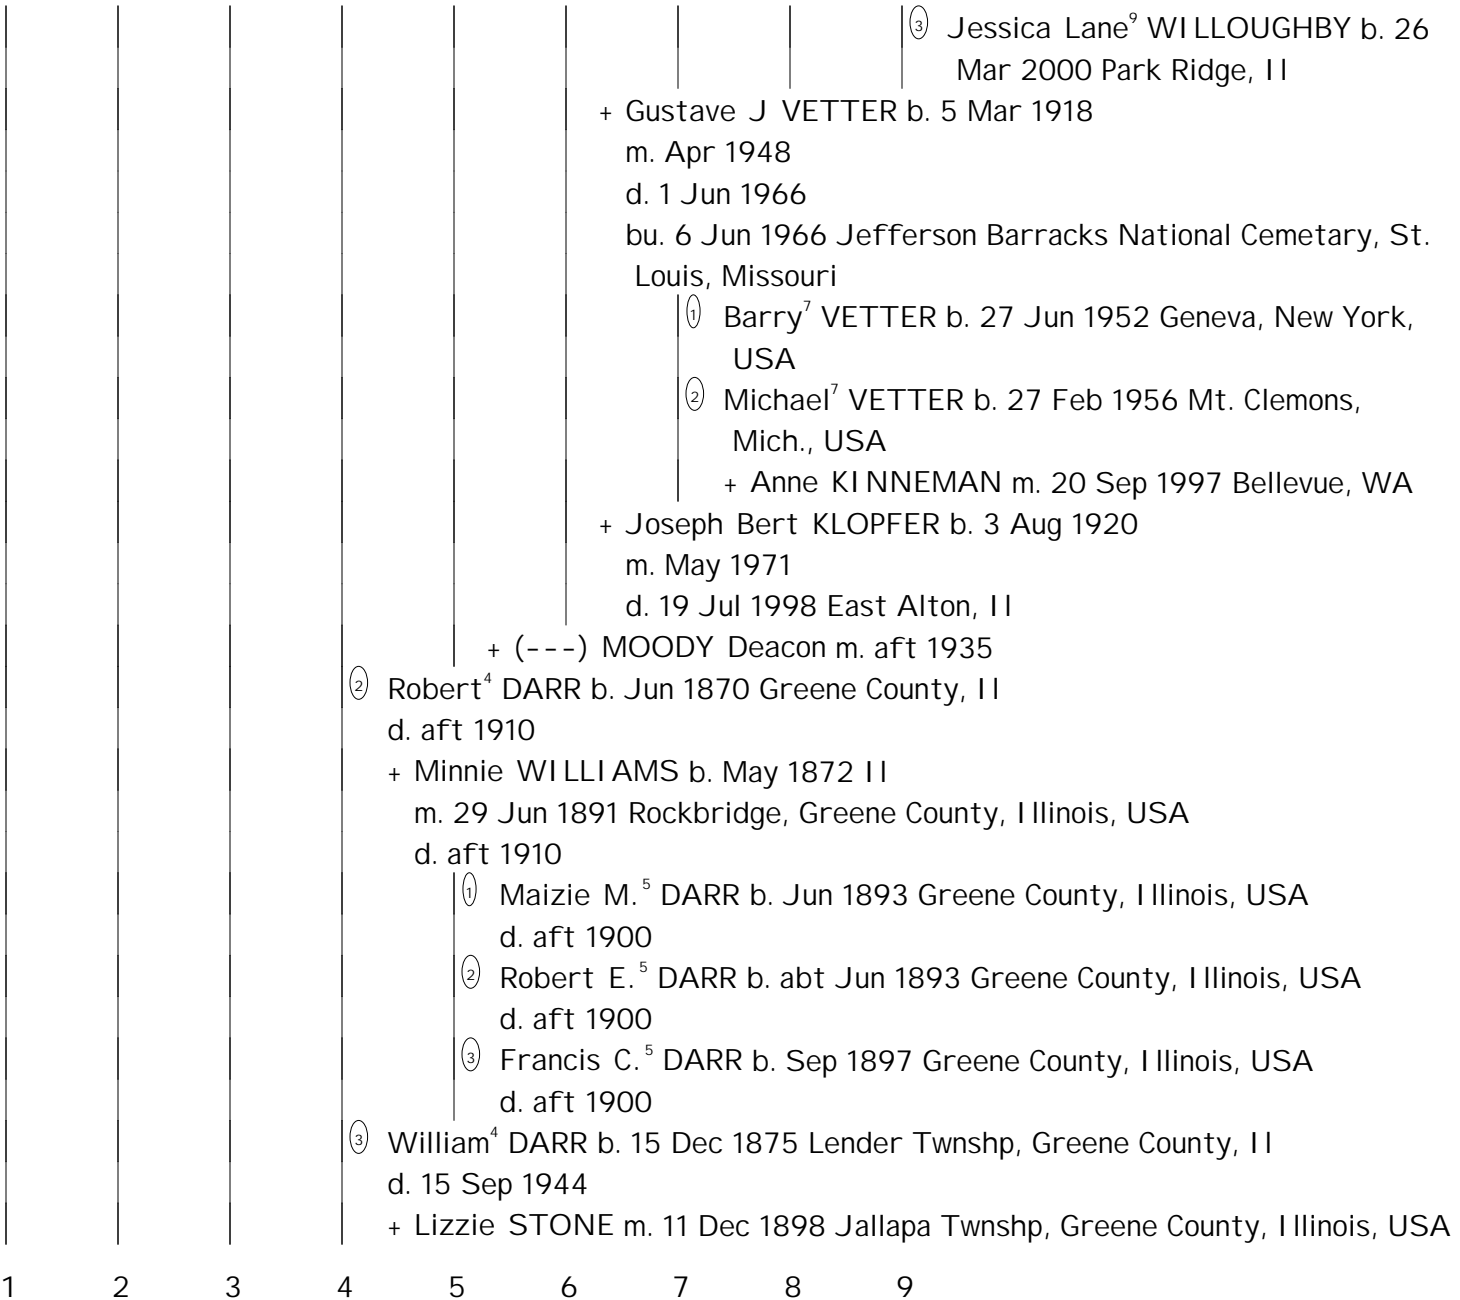 ③ Jessica Lane⁹ WILLOUGHBY b. 26
Mar 2000 Park Ridge, Il
+ Gustave J VETTER b. 5 Mar 1918
m. Apr 1948
d. 1 Jun 1966
bu. 6 Jun 1966 Jefferson Barracks National Cemetary, St.
Louis, Missouri
① Barry⁷ VETTER b. 27 Jun 1952 Geneva, New York,
USA
② Michael⁷ VETTER b. 27 Feb 1956 Mt. Clemons,
Mich., USA
+ Anne KINNEMAN m. 20 Sep 1997 Bellevue, WA
+ Joseph Bert KLOPFER b. 3 Aug 1920
m. May 1971
d. 19 Jul 1998 East Alton, Il
+ (---) MOODY Deacon m. aft 1935
② Robert⁴ DARR b. Jun 1870 Greene County, Il
d. aft 1910
+ Minnie WILLIAMS b. May 1872 Il
m. 29 Jun 1891 Rockbridge, Greene County, Illinois, USA
d. aft 1910
① Maizie M.⁵ DARR b. Jun 1893 Greene County, Illinois, USA
d. aft 1900
② Robert E.⁵ DARR b. abt Jun 1893 Greene County, Illinois, USA
d. aft 1900
③ Francis C.⁵ DARR b. Sep 1897 Greene County, Illinois, USA
d. aft 1900
③ William⁴ DARR b. 15 Dec 1875 Lender Twnshp, Greene County, Il
d. 15 Sep 1944
+ Lizzie STONE m. 11 Dec 1898 Jallapa Twnshp, Greene County, Illinois, USA
1 2 3 4 5 6 7 8 9